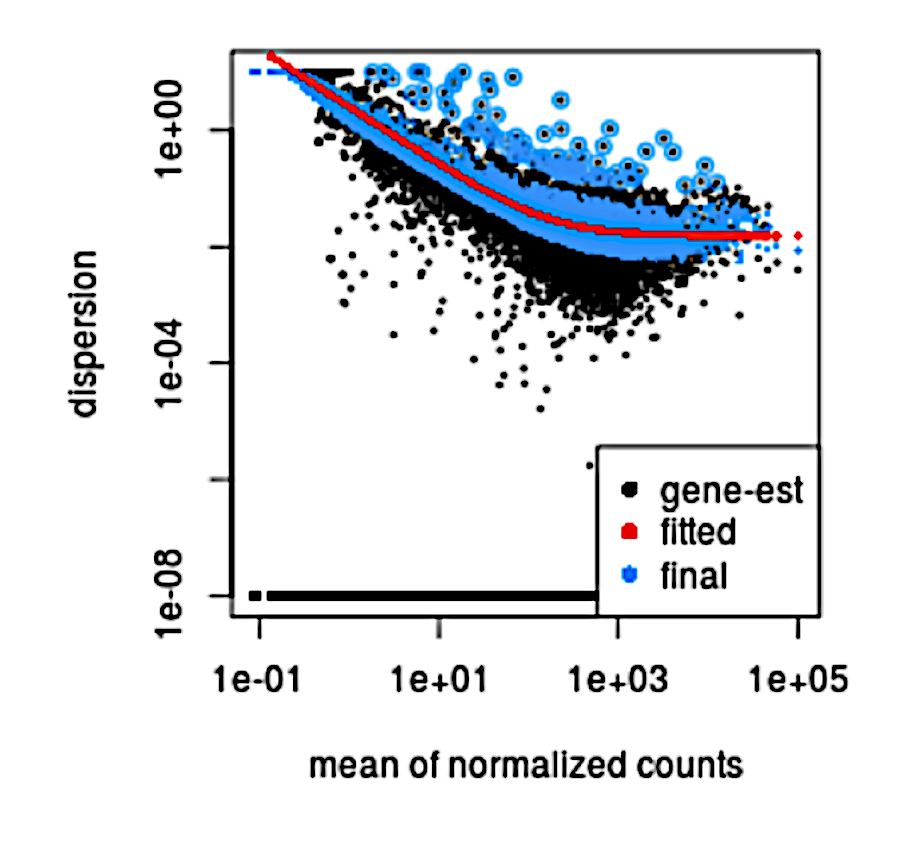 dispersion
1e+00
1e-04
1e-08
gene-est
fitted
final
1e-01 1e+01 1e+03 1e+05
mean of normalized counts